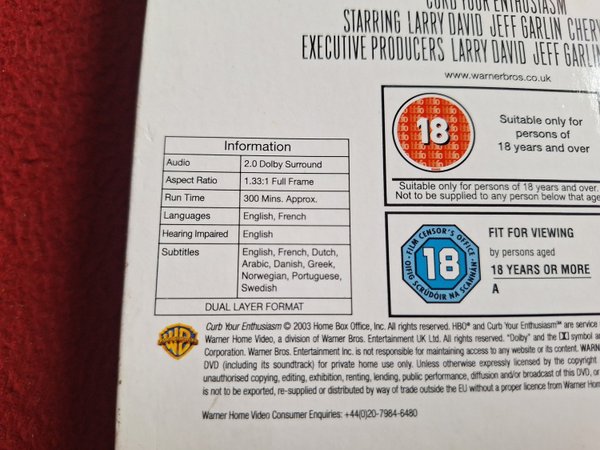 CURB YOUR ENTHUSIASM
STARRING LARRY DAVID JEFF GARLIN CHERY
EXECUTIVE PRODUCERS LARRY DAVID JEFF GARLIN
www.warnerbros.co.uk
18
Suitable only for
persons of
18 years and over
Suitable only for persons of 18 years and over.
Not to be supplied to any person below that age
Information
Audio 2.0 Dolby Surround
Aspect Ratio 1.33:1 Full Frame
Run Time 300 Mins. Approx.
Languages English, French
Hearing Impaired English
Subtitles English, French, Dutch,
Arabic, Danish, Greek,
Norwegian, Portuguese,
Swedish
DUAL LAYER FORMAT
FILM CENSOR'S OFFICE
18
OIFIG SCRÚDÓIR NA SCANNÁN
FIT FOR VIEWING
by persons aged
18 YEARS OR MORE
A
WB
Curb Your Enthusiasm © 2003 Home Box Office, Inc. All rights reserved. HBO® and Curb Your Enthusiasm℠ are service
Warner Home Video, a division of Warner Bros. Entertainment UK Ltd. All rights reserved. "Dolby" and the symbol a
Corporation. Warner Bros. Entertainment Inc. is not responsible for maintaining access to any website or its content. WARN
DVD (including its soundtrack) for private home use only. Unless otherwise expressly licensed by the copyright
unauthorised copying, editing, exhibition, renting, lending, public performance, diffusion and/or broadcast of this DVD, or
is not to be exported, re-supplied or distributed by way of trade outside the EU without a proper licence from Warner Home
Warner Home Video Consumer Enquiries: +44(0)20-7984-6480